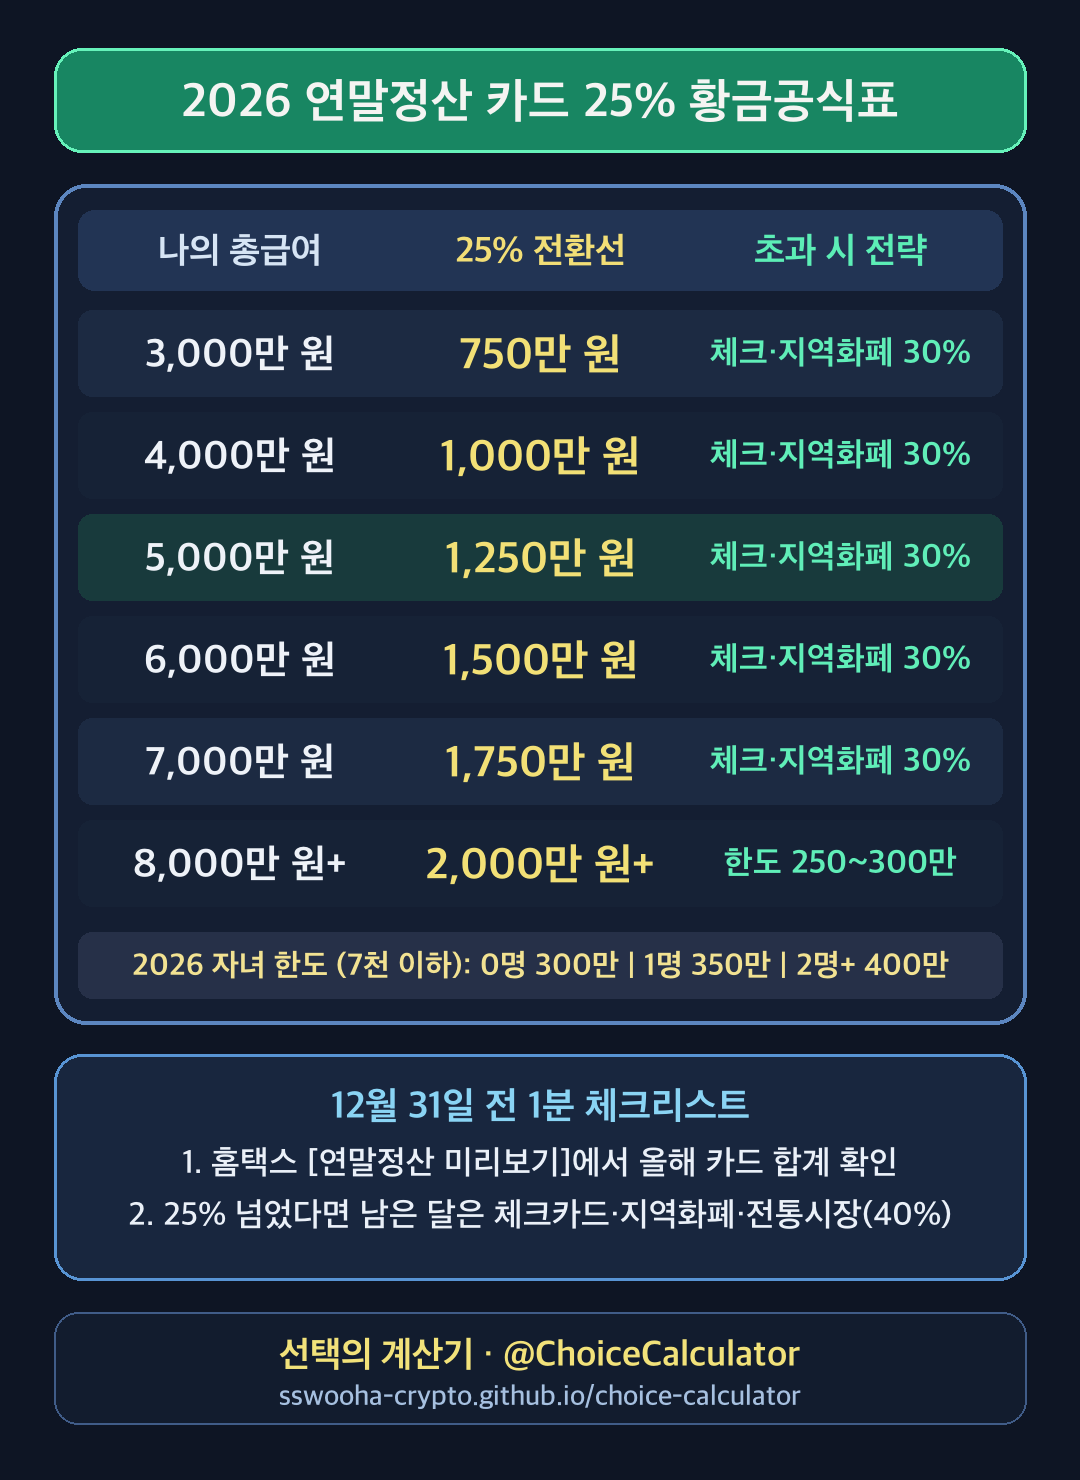 2026 연말정산 카드 25% 황금공식표
나의 총급여 25% 전환선 초과 시 전략
3,000만 원 750만 원 체크·지역화폐 30%
4,000만 원 1,000만 원 체크·지역화폐 30%
5,000만 원 1,250만 원 체크·지역화폐 30%
6,000만 원 1,500만 원 체크·지역화폐 30%
7,000만 원 1,750만 원 체크·지역화폐 30%
8,000만 원+ 2,000만 원+ 한도 250~300만
2026 자녀 한도 (7천 이하): 0명 300만 | 1명 350만 | 2명+ 400만
12월 31일 전 1분 체크리스트
1. 홈택스 [연말정산 미리보기]에서 올해 카드 합계 확인
2. 25% 넘었다면 남은 달은 체크카드·지역화폐·전통시장(40%)
선택의 계산기 · @ChoiceCalculator
sswooha-crypto.github.io/choice-calculator